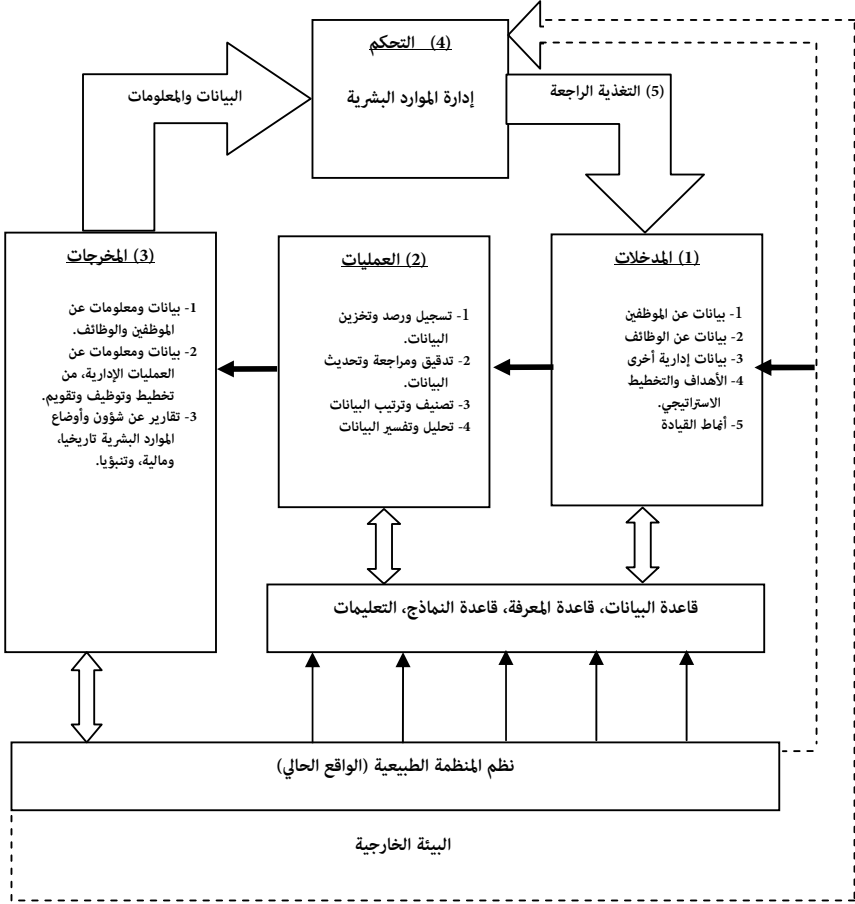 (4) التحكم
إدارة الموارد البشرية
البيانات والمعلومات
(5) التغذية الراجعة
(1) المدخلات
1- بيانات عن الموظفين
2- بيانات عن الوظائف
3- بيانات إدارية أخرى
4- الأهداف والتخطيط
الاستراتيجي.
5- أنماط القيادة
(2) العمليات
1- تسجيل ورصد وتخزين
البيانات.
2- تدقيق ومراجعة وتحديث
البيانات.
3- تصنيف وترتيب البيانات
4- تحليل وتفسير البيانات
(3) المخرجات
1- بيانات ومعلومات عن
الموظفين والوظائف.
2- بيانات ومعلومات عن
العمليات الإدارية، من
تخطيط وتوظيف وتقويم.
3- تقارير عن شؤون وأوضاع
الموارد البشرية تاريخيا،
ومالية، وتنبؤيا.
قاعدة البيانات، قاعدة المعرفة، قاعدة النماذج، التعليمات
نظم المنظمة الطبيعية (الواقع الحالي)
البيئة الخارجية